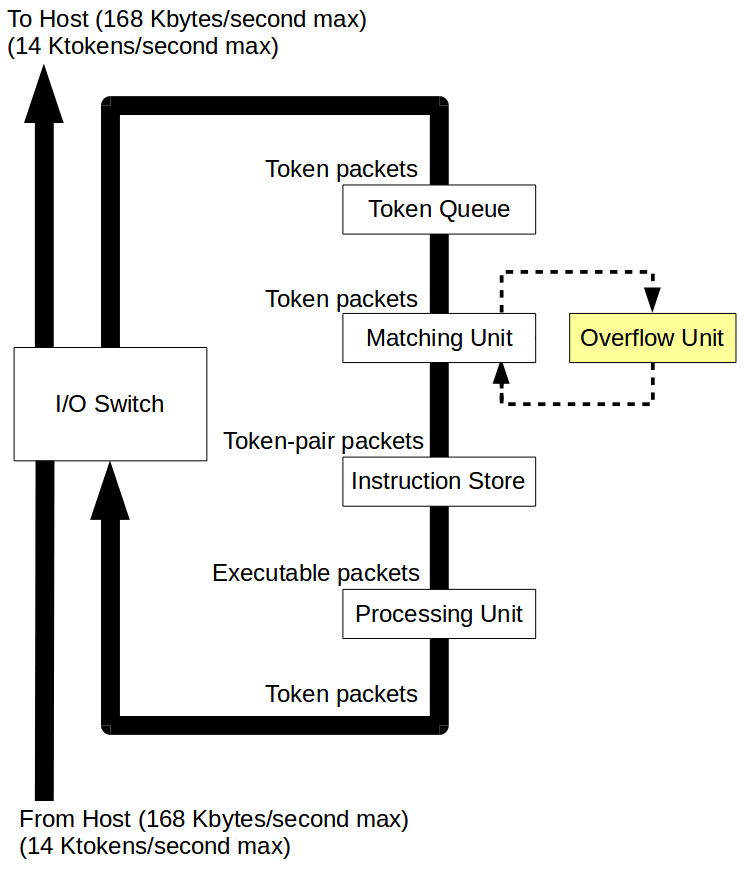 To Host (168 Kbytes/second max)
(14 Ktokens/second max)
Token packets
Token Queue
Token packets
Matching Unit
Overflow Unit
I/O Switch
Token-pair packets
Instruction Store
Executable packets
Processing Unit
Token packets
From Host (168 Kbytes/second max)
(14 Ktokens/second max)